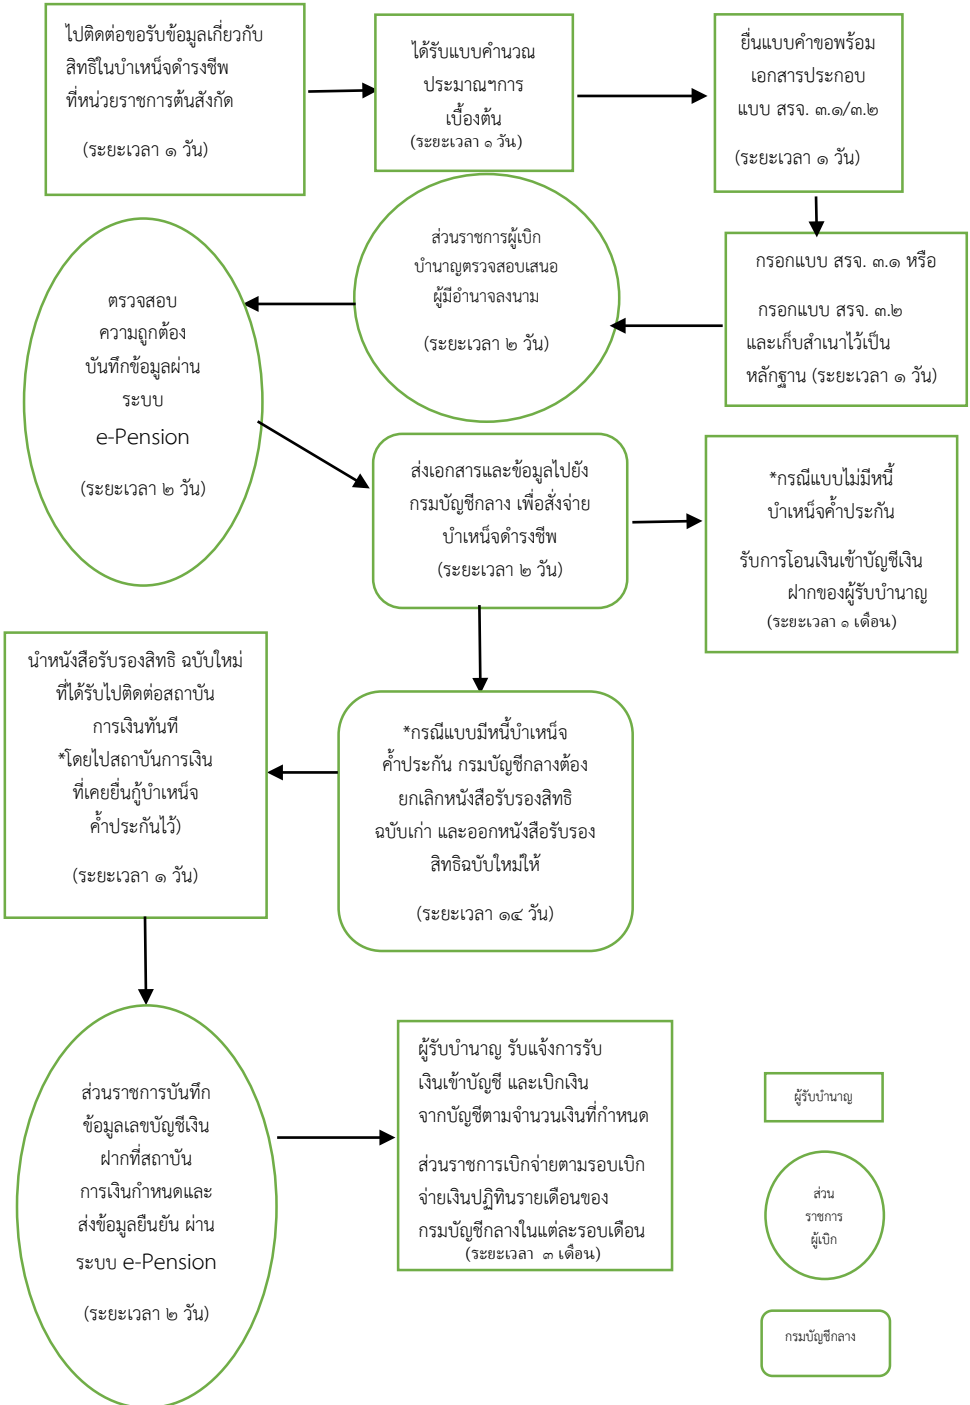 ไปติดต่อขอรับข้อมูลเกี่ยวกับ
สิทธิในบำเหน็จดำรงชีพ
ที่หน่วยราชการต้นสังกัด
(ระยะเวลา ๑ วัน)
ได้รับแบบคำนวณ
ประมาณฯการ
เบื้องต้น
(ระยะเวลา ๑ วัน)
ยื่นแบบคำขอพร้อม
เอกสารประกอบ
แบบ สรจ. ๓.๑/๓.๒
(ระยะเวลา ๑ วัน)
กรอกแบบ สรจ. ๓.๑ หรือ
กรอกแบบ สรจ. ๓.๒
และเก็บสำเนาไว้เป็น
หลักฐาน (ระยะเวลา ๑ วัน)
ส่วนราชการผู้เบิก
บำนาญตรวจสอบเสนอ
ผู้มีอำนาจลงนาม
(ระยะเวลา ๒ วัน)
ตรวจสอบ
ความถูกต้อง
บันทึกข้อมูลผ่าน
ระบบ
e-Pension
(ระยะเวลา ๒ วัน)
ส่งเอกสารและข้อมูลไปยัง
กรมบัญชีกลาง เพื่อสั่งจ่าย
บำเหน็จดำรงชีพ
(ระยะเวลา ๒ วัน)
*กรณีแบบไม่มีหนี้
บำเหน็จค้ำประกัน
รับการโอนเงินเข้าบัญชีเงิน
ฝากของผู้รับบำนาญ
(ระยะเวลา ๑ เดือน)
*กรณีแบบมีหนี้บำเหน็จ
ค้ำประกัน กรมบัญชีกลางต้อง
ยกเลิกหนังสือรับรองสิทธิ
ฉบับเก่า และออกหนังสือรับรอง
สิทธิฉบับใหม่ให้
(ระยะเวลา ๑๔ วัน)
นำหนังสือรับรองสิทธิ ฉบับใหม่
ที่ได้รับไปติดต่อสถาบัน
การเงินทันที
*โดยไปสถาบันการเงิน
ที่เคยยื่นกู้บำเหน็จ
ค้ำประกันไว้)
(ระยะเวลา ๑ วัน)
ส่วนราชการบันทึก
ข้อมูลเลขบัญชีเงิน
ฝากที่สถาบัน
การเงินกำหนดและ
ส่งข้อมูลยืนยัน ผ่าน
ระบบ e-Pension
(ระยะเวลา ๒ วัน)
ผู้รับบำนาญ รับแจ้งการรับ
เงินเข้าบัญชี และเบิกเงิน
จากบัญชีตามจำนวนเงินที่กำหนด
ส่วนราชการเบิกจ่ายตามรอบเบิก
จ่ายเงินปฏิทินรายเดือนของ
กรมบัญชีกลางในแต่ละรอบเดือน
(ระยะเวลา ๓ เดือน)
ผู้รับบำนาญ
ส่วน
ราชการ
ผู้เบิก
กรมบัญชีกลาง